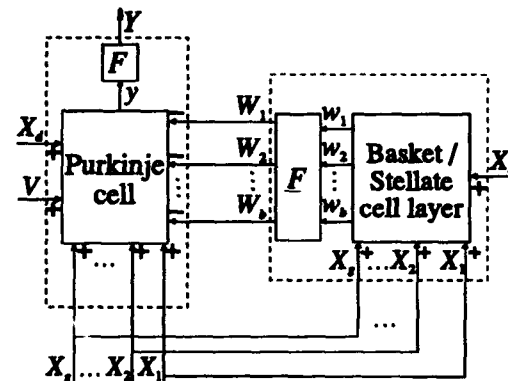 Y
F
y
X_d
V
Purkinje
cell
W_1
W_2
W_b
F
w_1
w_2
w_b
Basket /
Stellate
cell layer
X
X_s ... X_2 X_1
X_s ... X_2 X_1